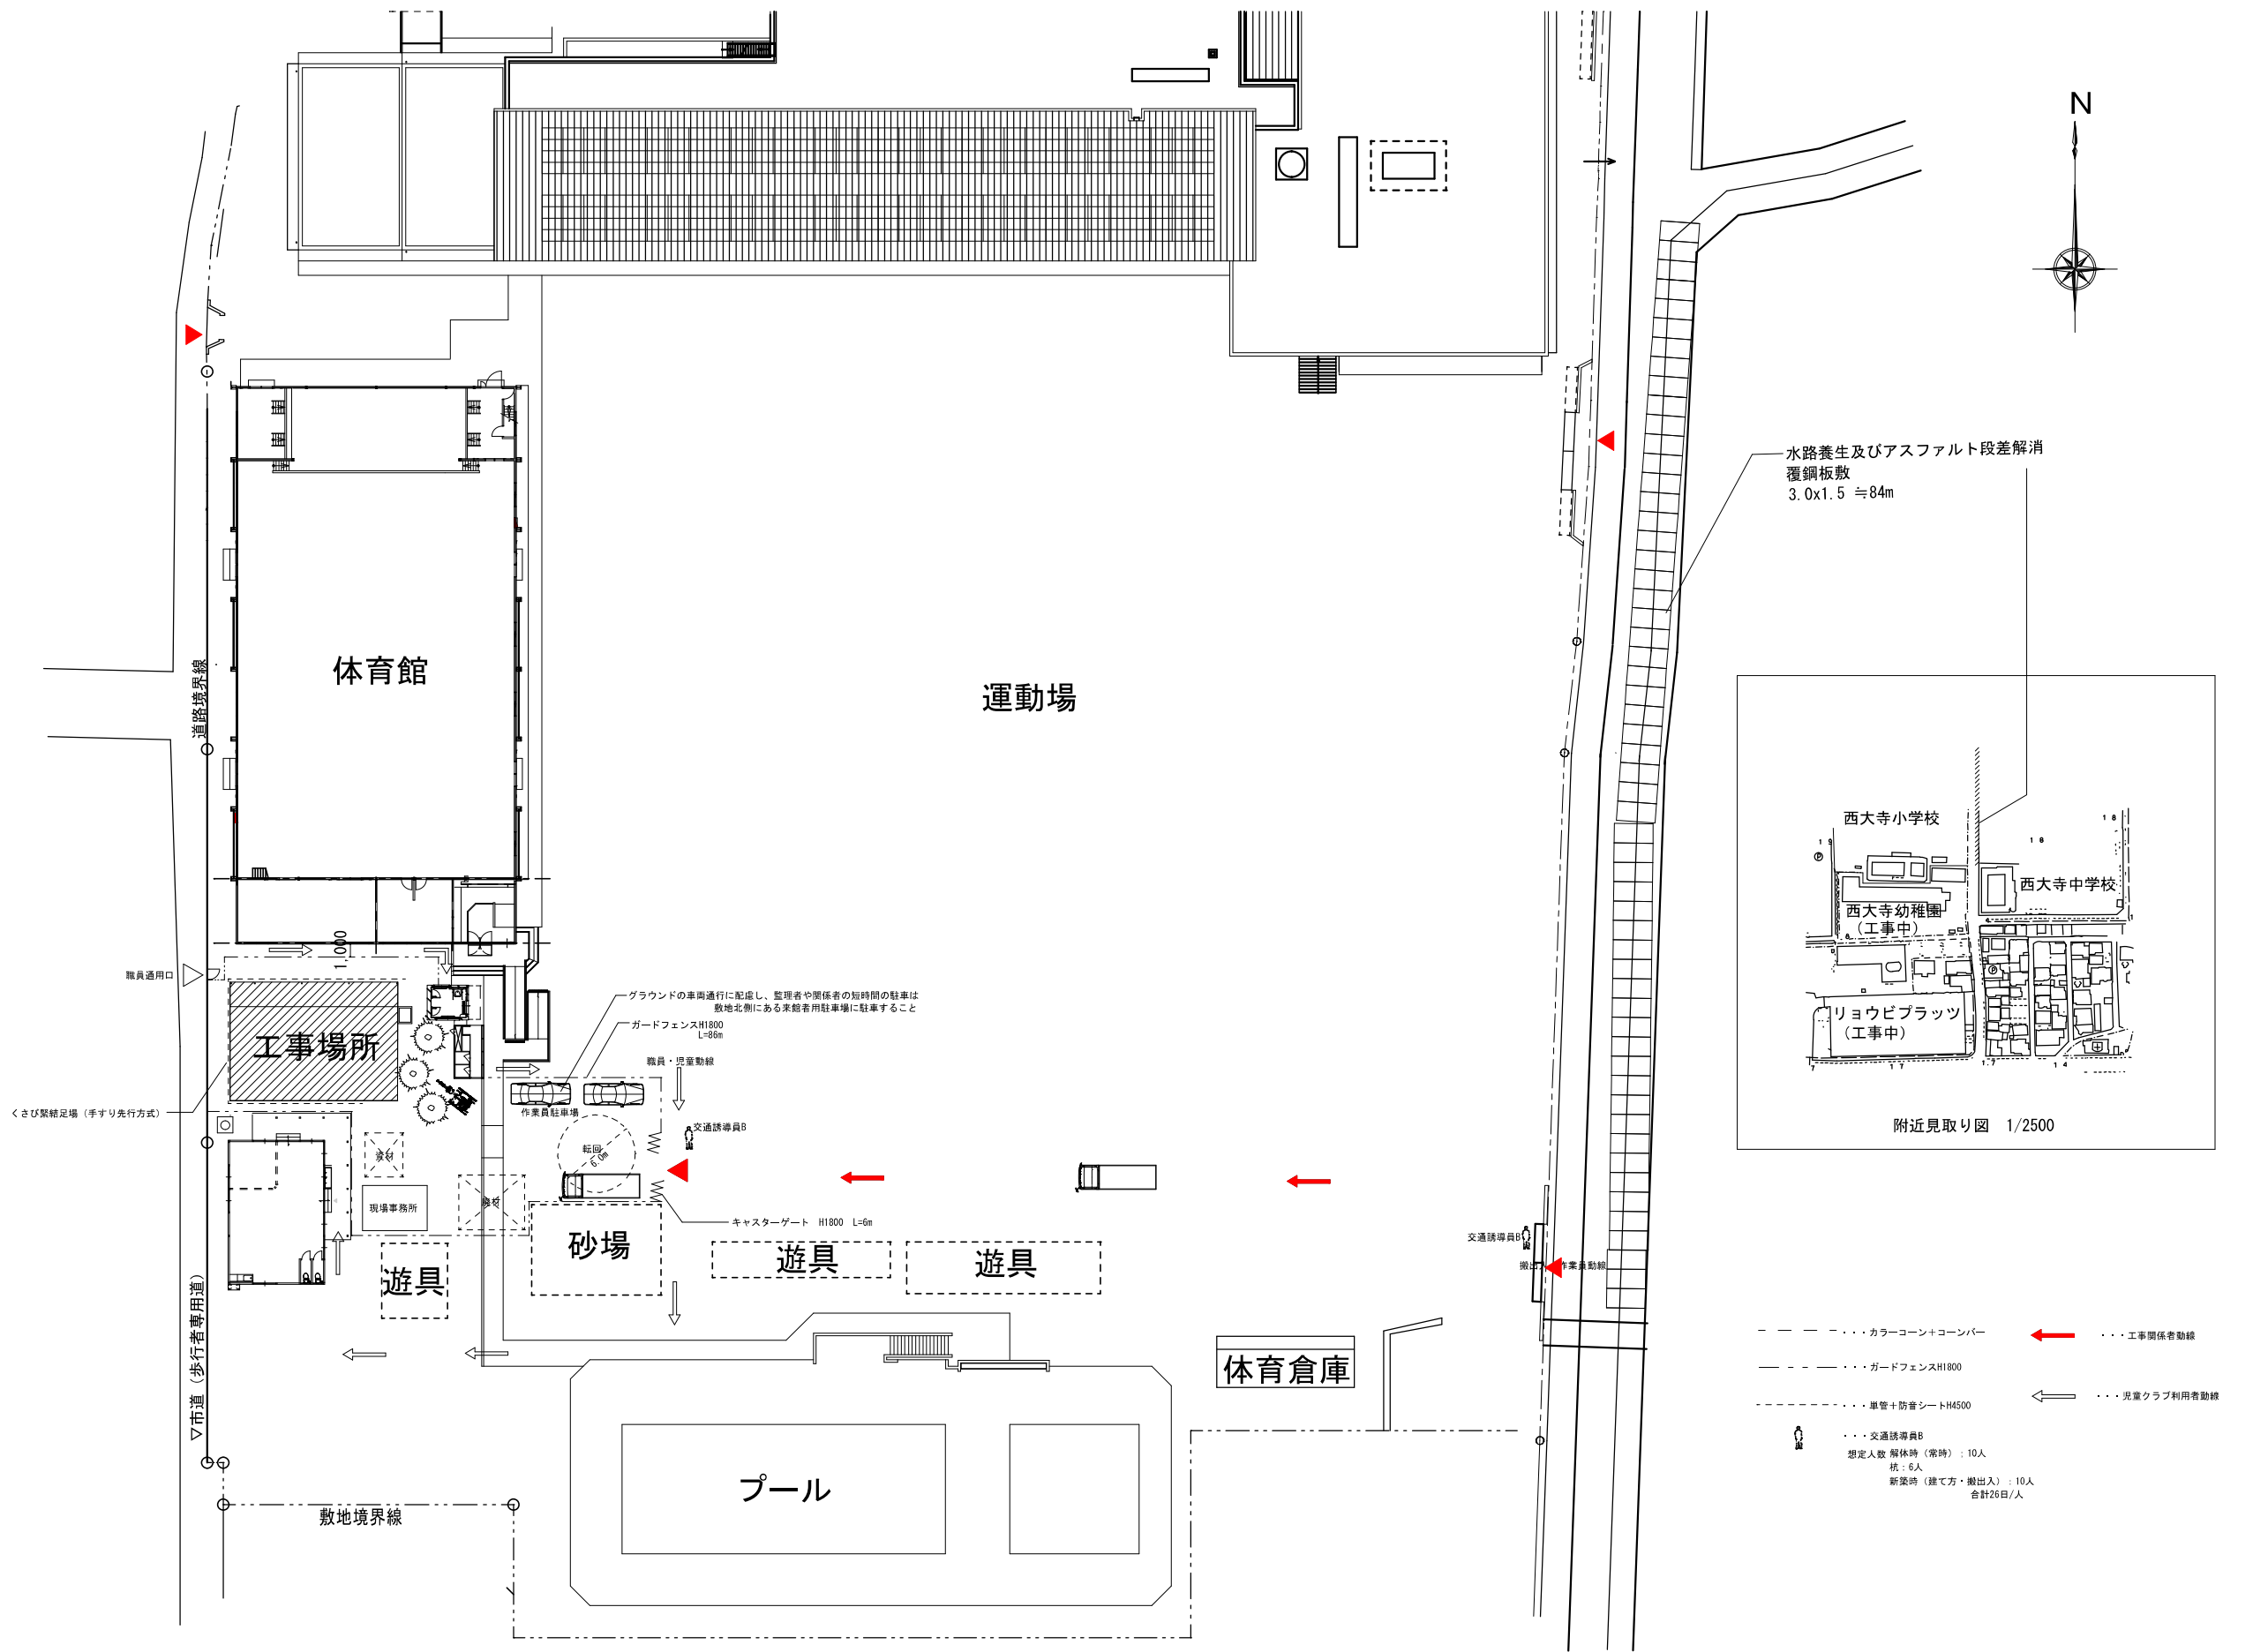 N
水路養生及びアスファルト段差解消
覆鋼板敷
3.0x1.5 ≒84m
体育館
運動場
道路境界線
西大寺小学校
19
18
18
西大寺中学校
西大寺幼稚園
(工事中)
リョウビプラッツ
(工事中)
17
17
14
附近見取り図 1/2500
1,000
職員通用口
グラウンドの車両通行に配慮し、監理者や関係者の短時間の駐車は
敷地北側にある来館者用駐車場に駐車すること
ガードフェンスH1800
L=86m
工事場所
職員・児童動線
くさび緊結足場（手すり先行方式）
作業員駐車場
交通誘導員B
転回
6.0m
資材
現場事務所
廃材
キャスターゲート H1800 L=6m
砂場
遊具
遊具
遊具
交通誘導員B
搬出入・作業員動線
▽市道（歩行者専用道）
体育倉庫
プール
敷地境界線
・・・カラーコーン＋コーンバー
・・・工事関係者動線
・・・ガードフェンスH1800
・・・児童クラブ利用者動線
・・・単管＋防音シートH4500
・・・交通誘導員B
想定人数 解体時（常時）：10人
杭：6人
新築時（建て方・搬出入）：10人
合計26日/人